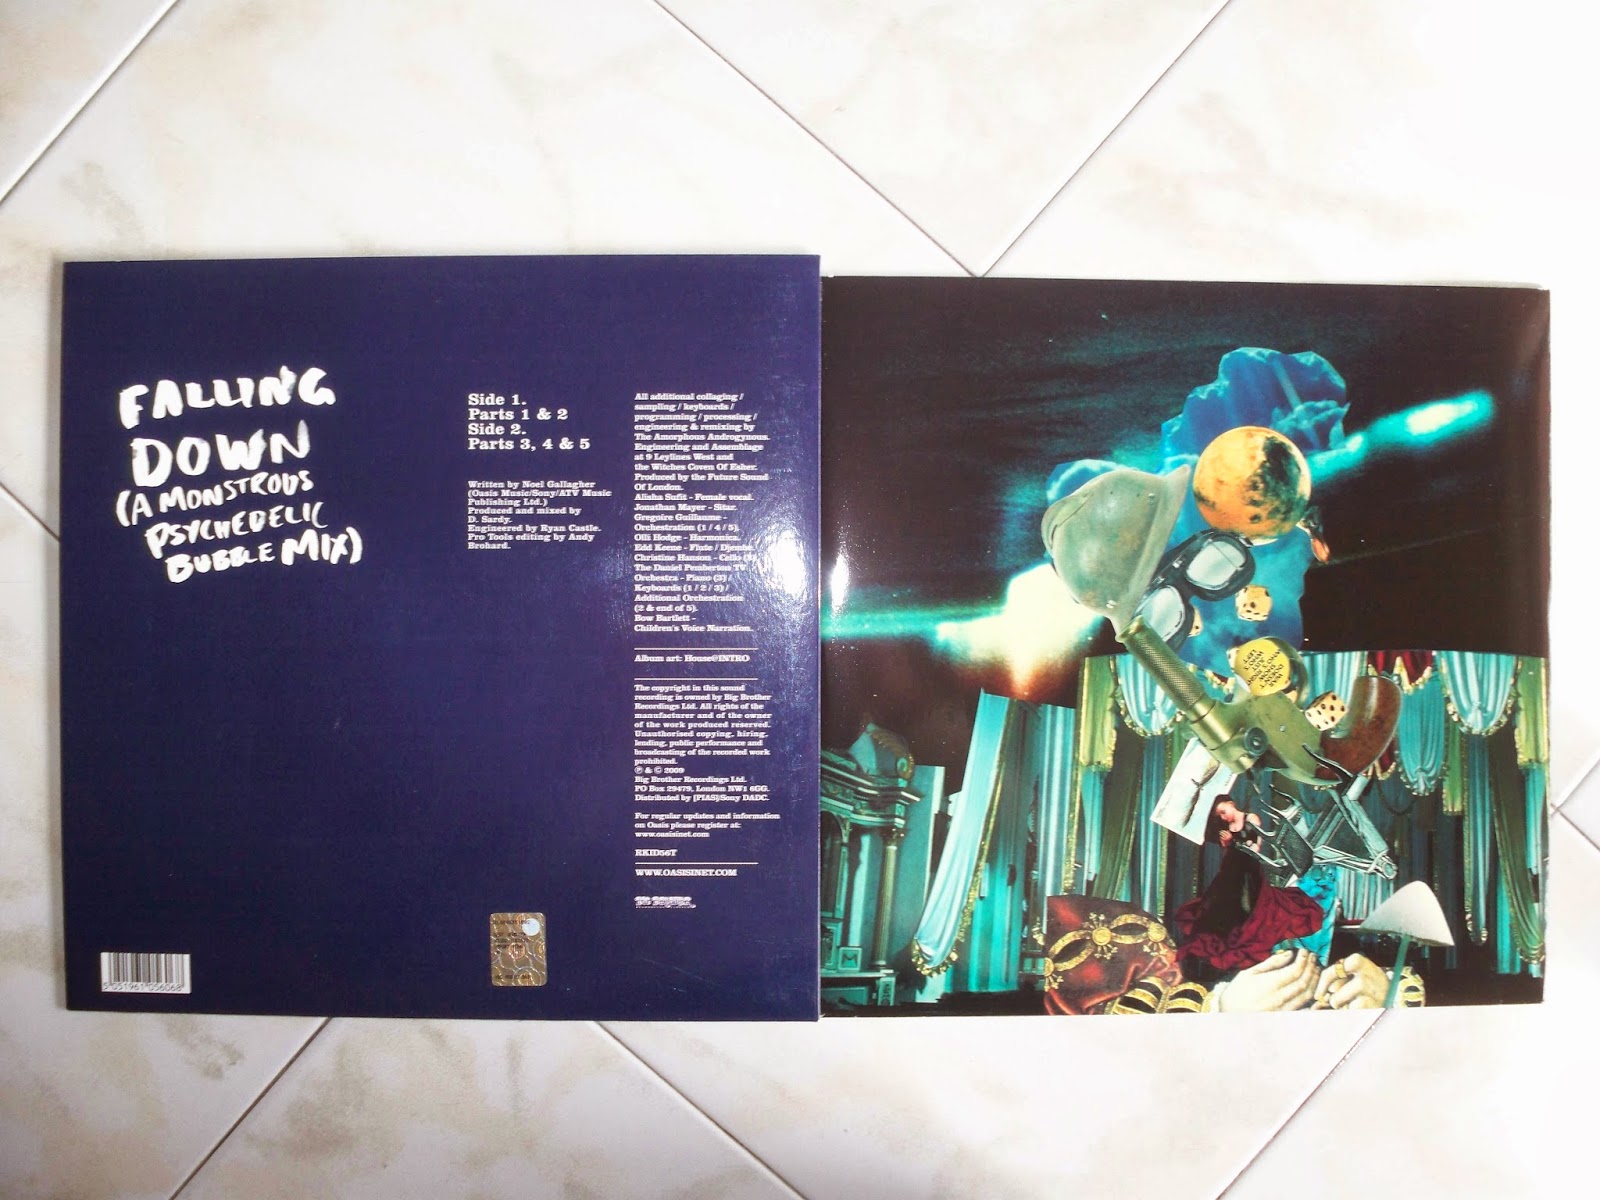 FALLING
DOWN
(A MONSTROUS
PSYCHEDELIC
BUBBLE MIX)
Side 1.
Parts 1 & 2
Side 2.
Parts 3, 4 & 5
Written by Noel Gallagher
(Oasis Music/Sony/ATV Music
Publishing Ltd.)
Produced and mixed by
D. Sardy.
Engineered by Ryan Castle.
Pro Tools editing by Andy
Brohard.
All additional collaging /
sampling / keyboards /
programming / processing /
engineering & remixing by
The Amorphous Androgynous.
Engineering and Assemblage
at 9 Leylines West and
the Witches Coven Of Esher.
Produced by the Future Sound
Of London.
Alisha Sufit - Female vocal.
Jonathan Mayer - Sitar.
Gregoire Guillaume -
Orchestration (1 / 4 / 5).
Olli Hodge - Harmonica.
Edd Keene - Flute / Djembe.
Christine Hanson - Cello (3)
The Daniel Pemberton TV
Orchestra - Piano (3) /
Keyboards (1 / 2 / 3) /
Additional Orchestration
(2 & end of 5).
Bow Bartlett -
Children's Voice Narration.
Album art: House@INTRO
The copyright in this sound
recording is owned by Big Brother
Recordings Ltd. All rights of the
manufacturer and of the owner
of the work produced reserved.
Unauthorised copying, hiring,
lending, public performance and
broadcasting of the recorded work
prohibited.
℗ & © 2009
Big Brother Recordings Ltd.
PO Box 29479, London NW1 6GG.
Distributed by [PIAS]/Sony DADC.
For regular updates and information
on Oasis please register at:
www.oasisinet.com
RKID56T
WWW.OASISINET.COM
5 051961 056068